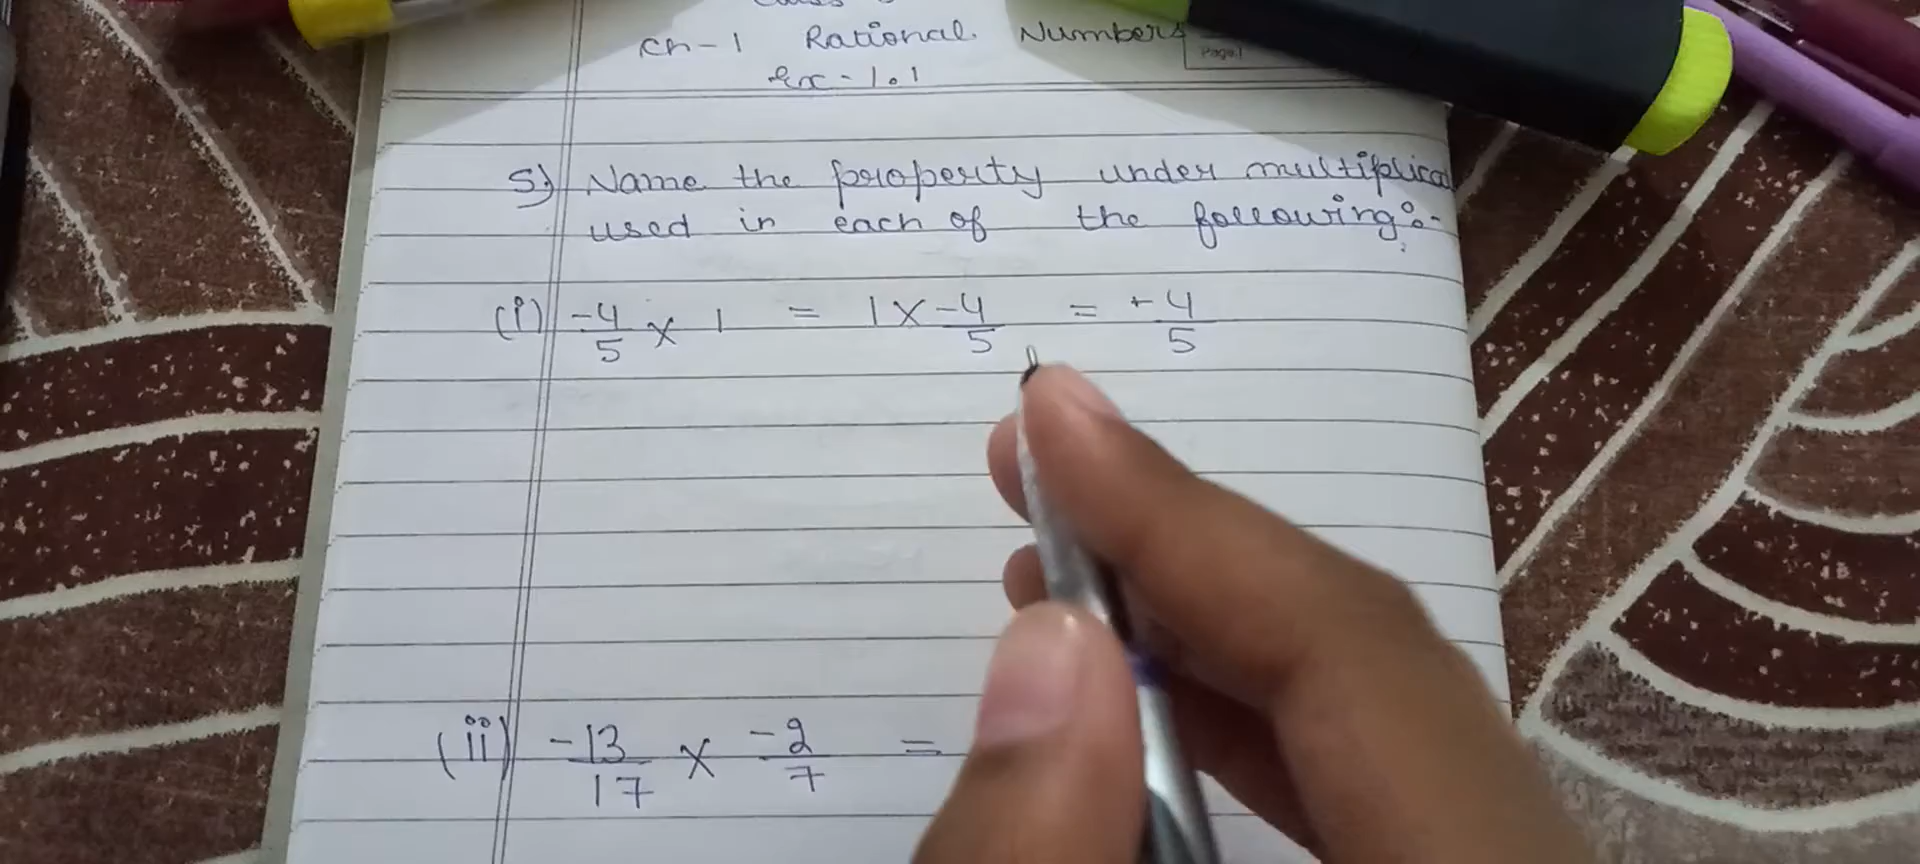 Ch-1 Rational Numbers
Page.
Ex-1.1
5) Name the property under multiplica
used in each of the following:-
(i) -4/5 × 1 = 1 × -4/5 = -4/5
(ii) -13/17 × -2/7 =